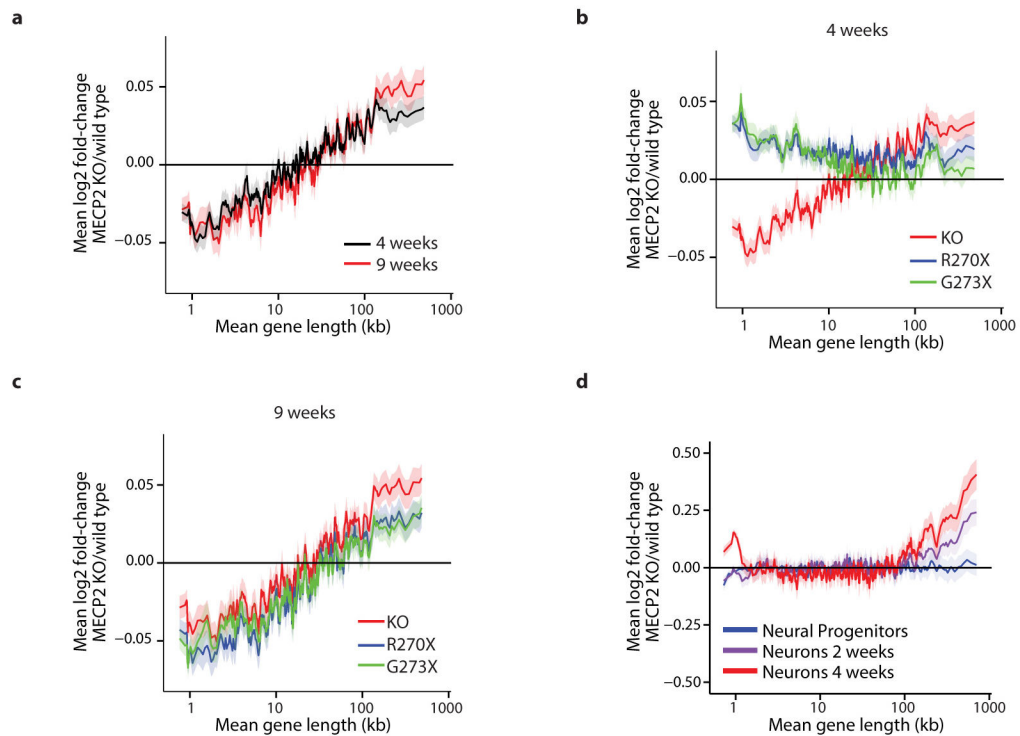 a
Mean log2 fold-change
MECP2 KO/wild type
0.05
0.00
−0.05
4 weeks
9 weeks
1
10
100
1000
Mean gene length (kb)
b
4 weeks
Mean log2 fold-change
MECP2 KO/wild type
0.05
0.00
−0.05
KO
R270X
G273X
1
10
100
1000
Mean gene length (kb)
c
9 weeks
Mean log2 fold-change
MECP2 KO/wild type
0.05
0.00
−0.05
KO
R270X
G273X
1
10
100
1000
Mean gene length (kb)
d
Mean log2 fold-change
MECP2 KO/wild type
0.50
0.25
0.00
−0.25
−0.50
Neural Progenitors
Neurons 2 weeks
Neurons 4 weeks
1
10
100
1000
Mean gene length (kb)